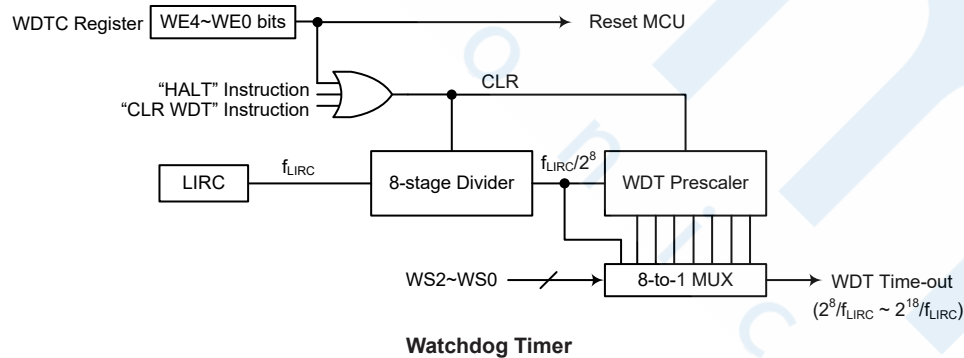 WDTC Register WE4~WE0 bits Reset MCU
“HALT” Instruction
“CLR WDT” Instruction
CLR
LIRC
fLIRC
8-stage Divider
fLIRC/2⁸
WDT Prescaler
WS2~WS0
8-to-1 MUX
WDT Time-out
(2⁸/fLIRC ~ 2¹⁸/fLIRC)
Watchdog Timer